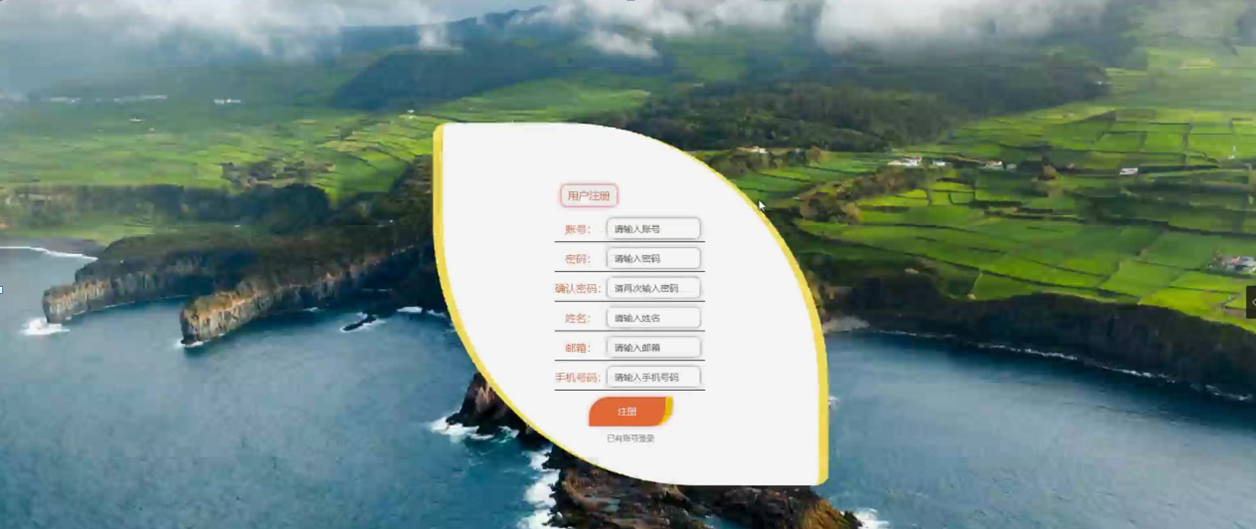 用户注册
账号： 请输入账号
密码： 请输入密码
确认密码： 请再次输入密码
姓名： 请输入姓名
邮箱： 请输入邮箱
手机号码： 请输入手机号码
注册
已有账号登录